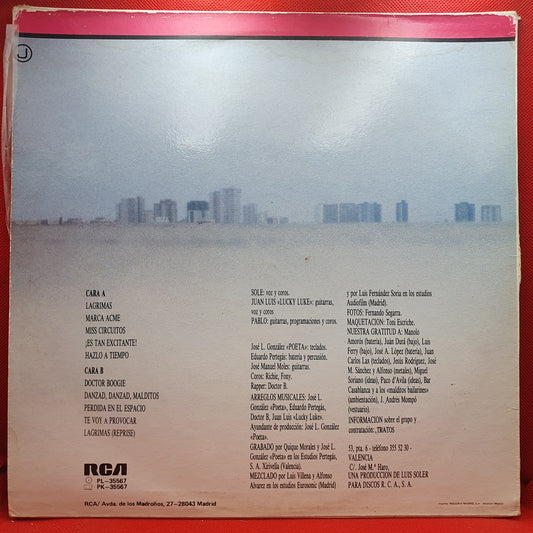 J
CARA A
LAGRIMAS
MARCA ACME
MISS CIRCUITOS
¡ES TAN EXCITANTE!
HAZLO A TIEMPO
CARA B
DOCTOR BOOGIE
DANZAD, DANZAD, MALDITOS
PERDIDA EN EL ESPACIO
TE VOY A PROVOCAR
LAGRIMAS (REPRISE)
SOLE: voz y coros.
JUAN LUIS «LUCKY LUKE»: guitarras,
voz y coros
PABLO: guitarras, programaciones y coros.
José L. González «POETA»: teclados.
Eduardo Pertegás: batería y percusión.
José Manuel Moles: guitarras.
Coros: Richie, Fony.
Rapper: Doctor B.
ARREGLOS MUSICALES: José L.
González «Poeta», Eduardo Pertegás,
Doctor B, Juan Luis «Lucky Luke».
Ayudante de producción: José L. González
«Poeta».
GRABADO por Quique Morales y José L.
González «Poeta» en los Estudios Pertegás,
S. A. Xirivella (Valencia).
MEZCLADO por Luis Villena y Alfonso
Alvarez en los estudios Eurosonic (Madrid)
y por Luis Fernández Soria en los estudios
Audiofilm (Madrid).
FOTOS: Fernando Segarra.
MAQUETACION: Toni Escriche.
NUESTRA GRATITUD A: Manolo
Amorós (batería), Juan Durá (bajo), Luis
Ferry (bajo), José A. López (batería), Juan
Carlos Lax (teclados), Jesús Rodríguez, José
M. Sánchez y Alfonso (metales), Miguel
Soriano (ideas), Paco d'Avila (ideas), Bar
Casablanca y a los «malditos bailarines»
(ambientación), J. Andrés Mompó
(vestuario).
INFORMACION sobre el grupo y
contratación: ,TRATOS
53, pta. 6 - teléfono 355 52 30 -
VALENCIA
C/. José M.ª Haro,
UNA PRODUCCION DE LUIS SOLER
PARA DISCOS R. C. A., S. A.
RCA
PL-35567
PK-35567
RCA/ Avda. de los Madroños, 27-28043 Madrid